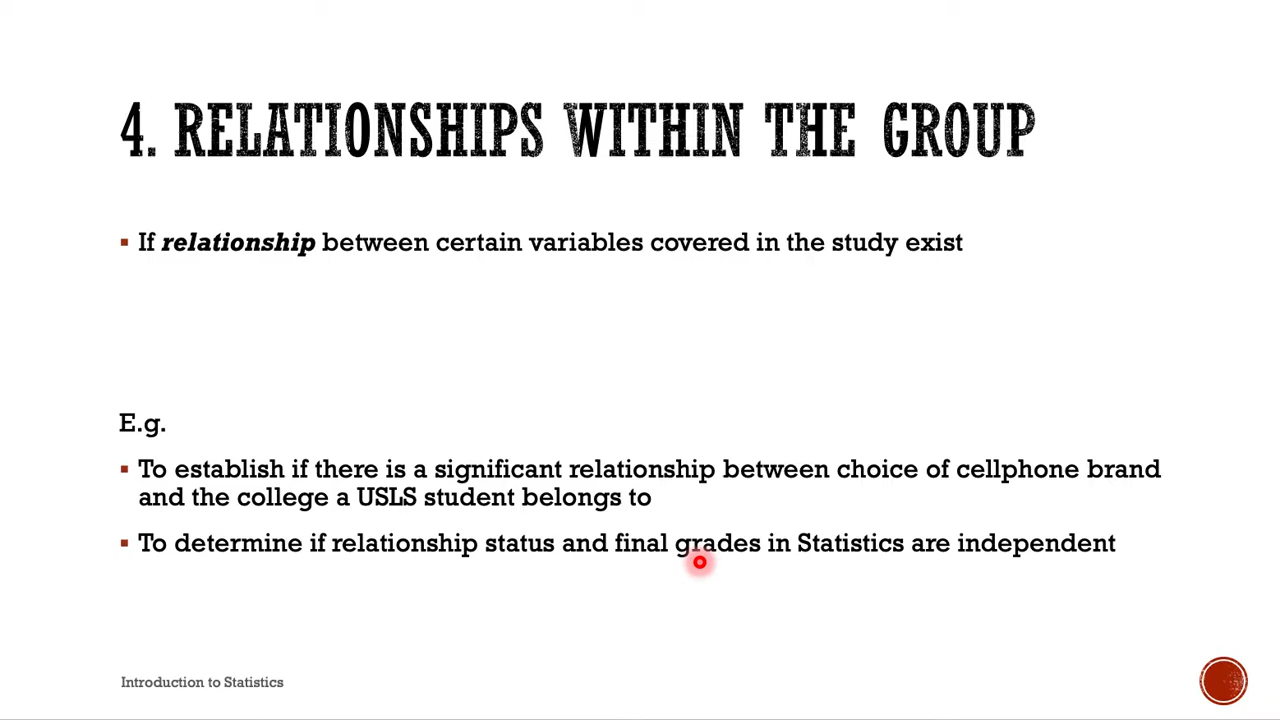 4. RELATIONSHIPS WITHIN THE GROUP
▪ If relationship between certain variables covered in the study exist
E.g.
▪ To establish if there is a significant relationship between choice of cellphone brand
and the college a USLS student belongs to
▪ To determine if relationship status and final grades in Statistics are independent
Introduction to Statistics